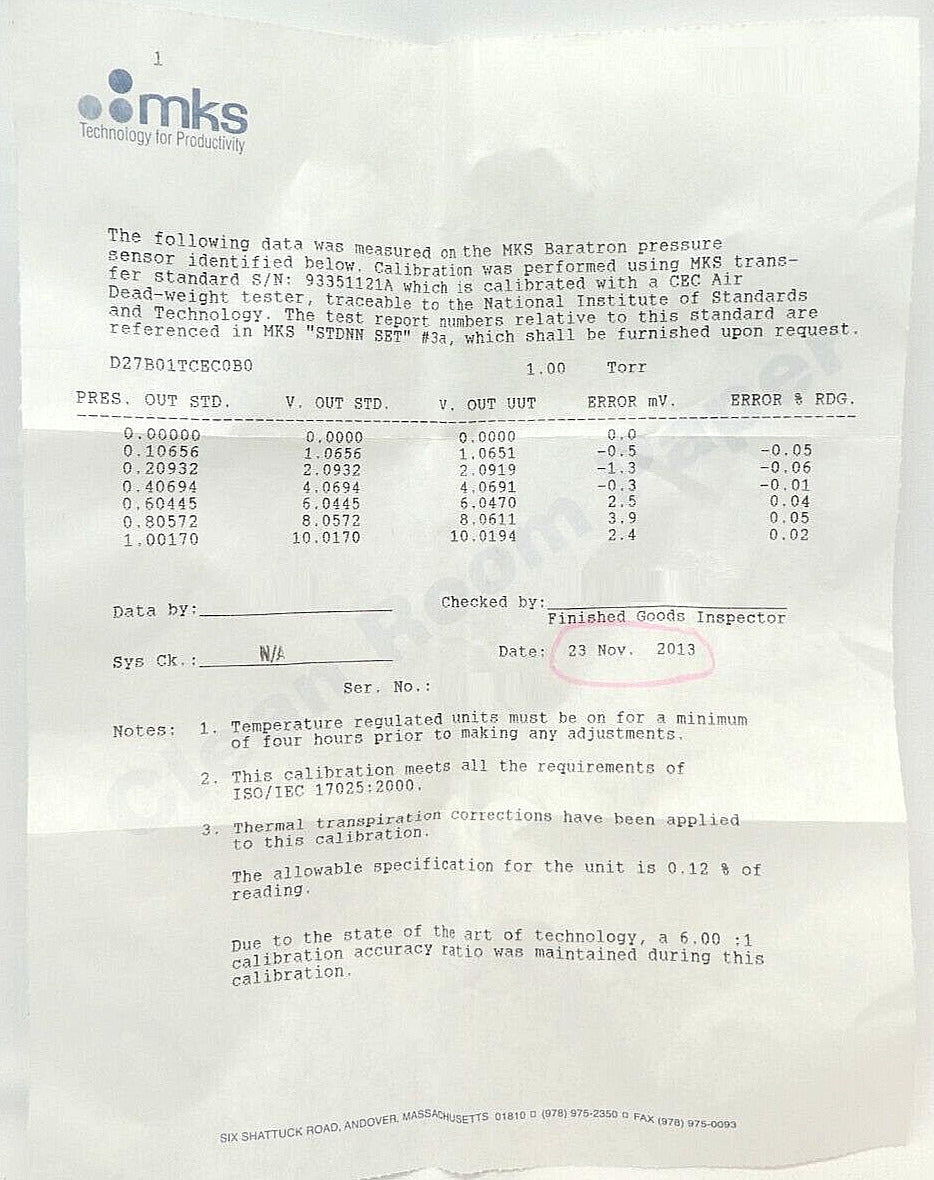 1
mks
Technology for Productivity
The following data was measured on the MKS Baratron pressure
sensor identified below. Calibration was performed using MKS trans-
fer standard S/N: 93351121A which is calibrated with a CEC Air
Dead-weight tester, traceable to the National Institute of Standards
and Technology. The test report numbers relative to this standard are
referenced in MKS "STDNN SET" #3a, which shall be furnished upon request.
D27B01TCEC0B0 1.00 Torr
PRES. OUT STD. V. OUT STD. V. OUT UUT ERROR mV. ERROR % RDG.
0.00000 0.0000 0.0000 0.0
0.10656 1.0656 1.0651 -0.5 -0.05
0.20932 2.0932 2.0919 -1.3 -0.06
0.40694 4.0694 4.0691 -0.3 -0.01
0.60445 6.0445 6.0470 2.5 0.04
0.80572 8.0572 8.0611 3.9 0.05
1.00170 10.0170 10.0194 2.4 0.02
Data by: Checked by:
Finished Goods Inspector
Sys Ck.: N/A Date: 23 Nov. 2013
Ser. No.:
Notes: 1. Temperature regulated units must be on for a minimum
of four hours prior to making any adjustments.
2. This calibration meets all the requirements of
ISO/IEC 17025:2000.
3. Thermal transpiration corrections have been applied
to this calibration.
The allowable specification for the unit is 0.12 % of
reading.
Due to the state of the art of technology, a 6.00 :1
calibration accuracy ratio was maintained during this
calibration.
SIX SHATTUCK ROAD, ANDOVER, MASSACHUSETTS 01810 □ (978) 975-2350 □ FAX (978) 975-0093
Clean Room Paper